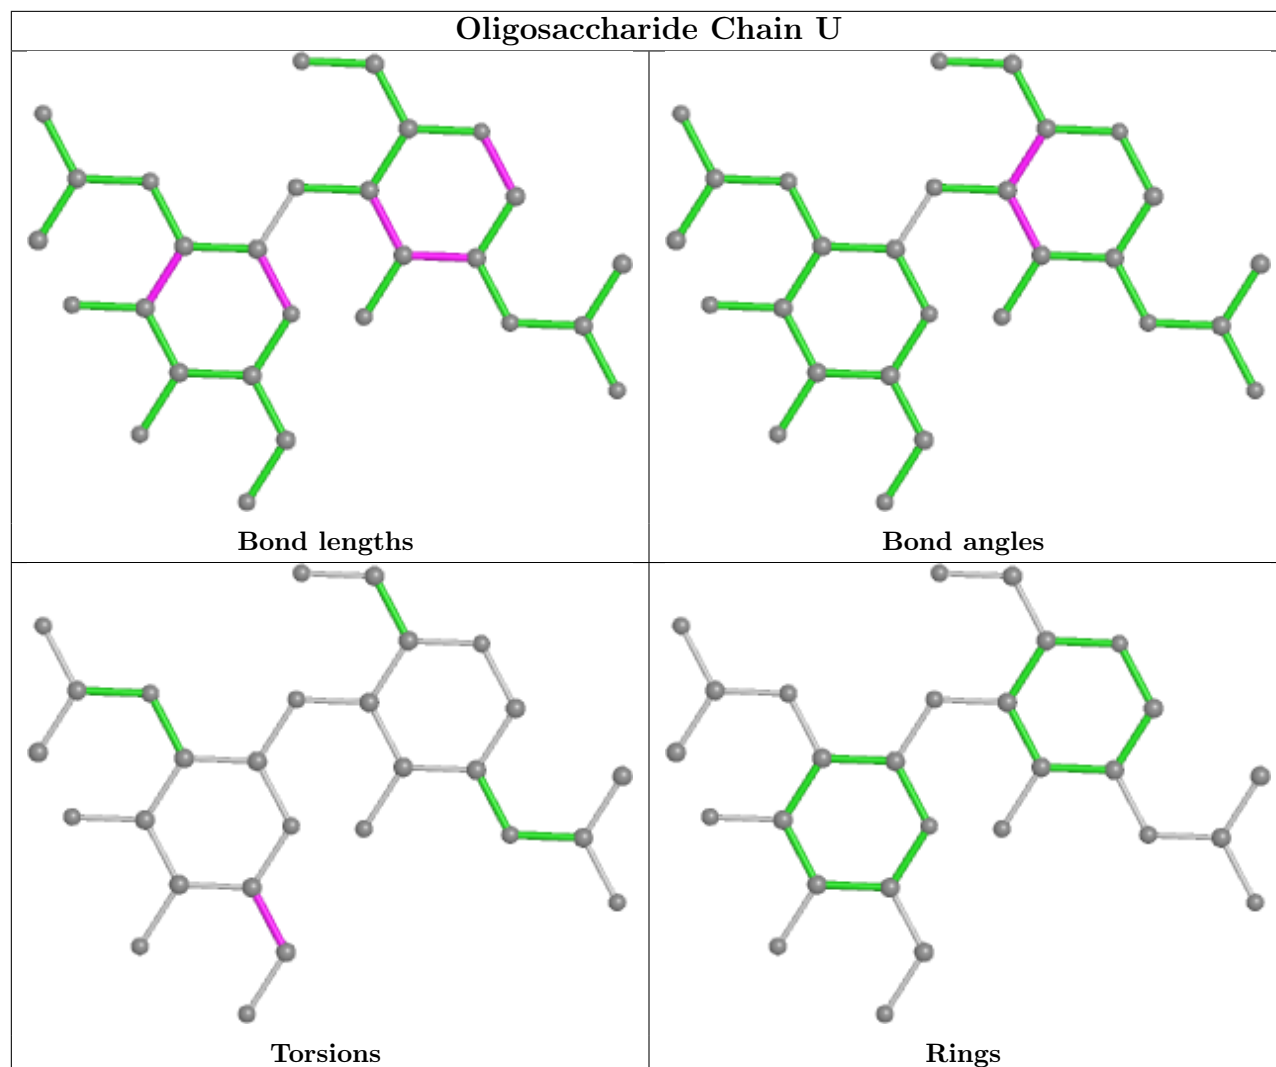 Oligosaccharide Chain U
Bond lengths
Bond angles
Torsions
Rings